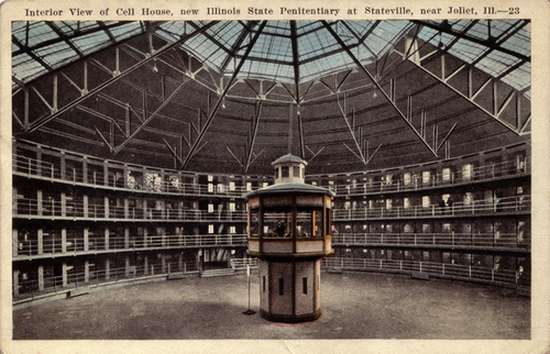 Interior View of Cell House, new Illinois State Penitentiary at Stateville, near Joliet, Ill.—23